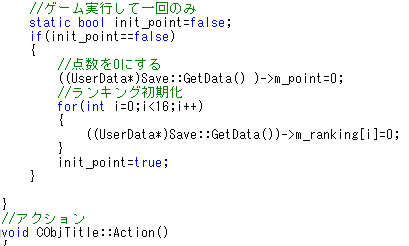 //ゲーム実行して一回のみ
static bool init_point=false;
if(init_point==false)
{
//点数を0にする
((UserData*)Save::GetData() )->m_point=0;
//ランキング初期化
for(int i=0;i<16;i++)
{
((UserData*)Save::GetData())->m_ranking[i]=0;
}
init_point=true;
}
}
//アクション
void CObjTitle::Action()
{